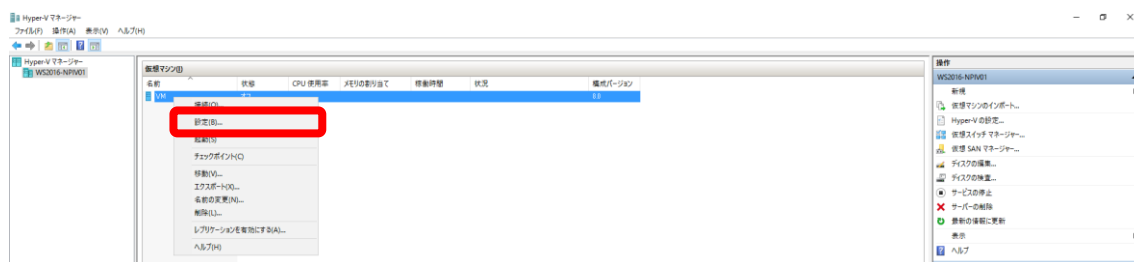 Hyper-V マネージャー
ファイル(F) 操作(A) 表示(V) ヘルプ(H)
Hyper-V マネージャー
WS2016-NPIV01
仮想マシン(I)
名前 状態 CPU 使用率 メモリの割り当て 稼働時間 状況 構成バージョン
VM オフ 8.0
接続(O)...
設定(B)...
起動(S)
チェックポイント(C)
移動(V)...
エクスポート(X)...
名前の変更(N)...
削除(L)...
レプリケーションを有効にする(A)...
ヘルプ(H)
操作
WS2016-NPIV01
新規
仮想マシンのインポート...
Hyper-V の設定...
仮想スイッチ マネージャー...
仮想 SAN マネージャー...
ディスクの編集...
ディスクの検査...
サービスの停止
サーバーの削除
最新の情報に更新
表示
ヘルプ